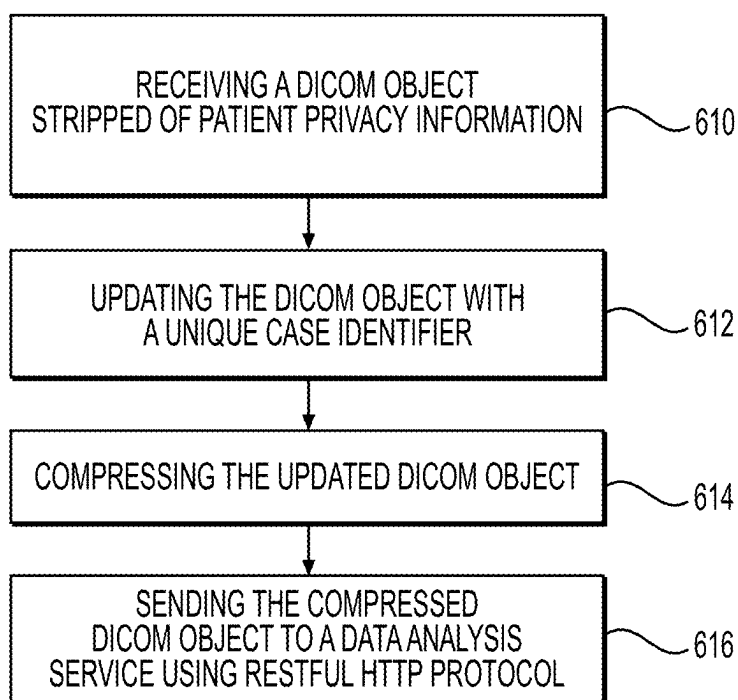 RECEIVING A DICOM OBJECT
STRIPPED OF PATIENT PRIVACY INFORMATION
610
UPDATING THE DICOM OBJECT WITH
A UNIQUE CASE IDENTIFIER
612
COMPRESSING THE UPDATED DICOM OBJECT
614
SENDING THE COMPRESSED
DICOM OBJECT TO A DATA ANALYSIS
SERVICE USING RESTFUL HTTP PROTOCOL
616